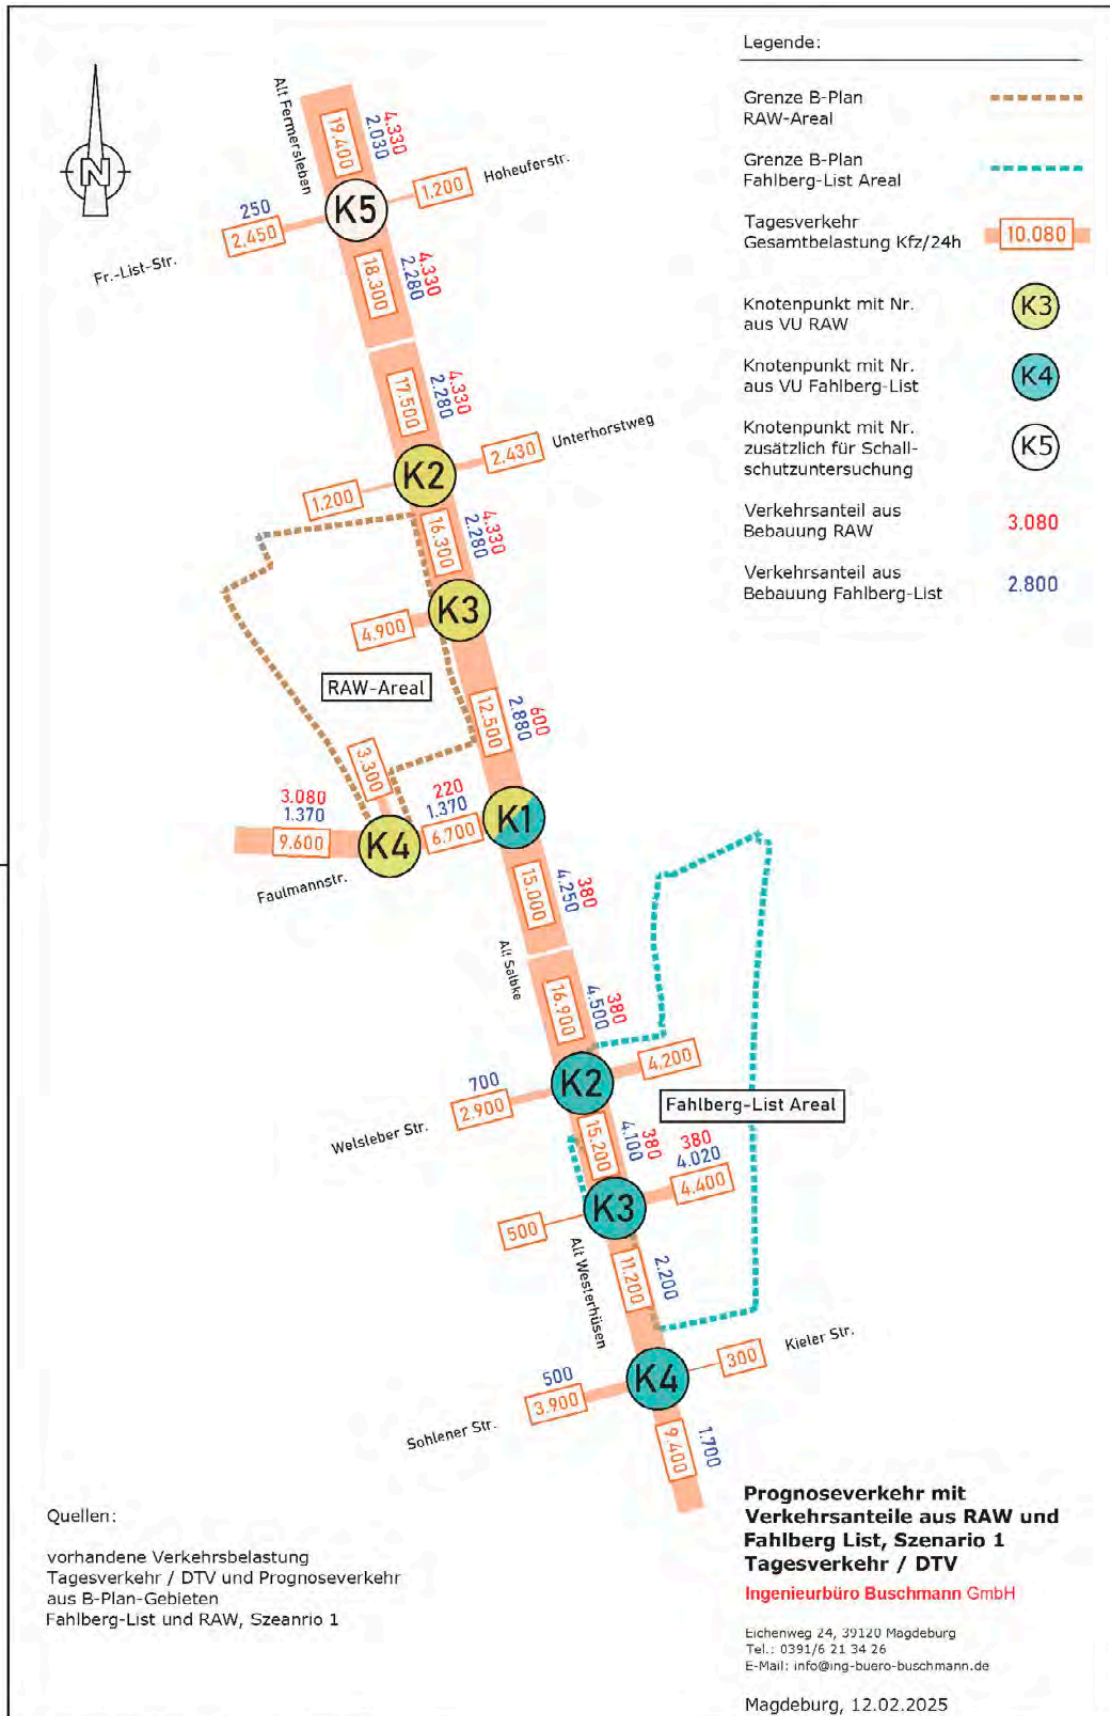 Legende:
Grenze B-Plan
RAW-Areal
Grenze B-Plan
Fahlberg-List Areal
Tagesverkehr
Gesamtbelastung Kfz/24h
10.080
Knotenpunkt mit Nr.
aus VU RAW
K3
Knotenpunkt mit Nr.
aus VU Fahlberg-List
K4
Knotenpunkt mit Nr.
zusätzlich für Schall-
schutzuntersuchung
K5
Verkehrsanteil aus
Bebauung RAW
3.080
Verkehrsanteil aus
Bebauung Fahlberg-List
2.800
N
Alt Fermersleben
19.400
2.030
4.330
Hoheuferstr.
1.200
K5
250
2.450
Fr.-List-Str.
18.300
2.280
4.330
17.500
2.280
4.330
Unterhorstweg
2.430
K2
1.200
16.300
2.280
4.330
K3
4.900
RAW-Areal
12.500
2.880
600
3.300
3.080
1.370
9.600
K4
220
1.370
6.700
K1
Faulmannstr.
15.000
4.250
380
Alt Salbke
16.900
4.500
380
K2
4.200
700
2.900
Welsleber Str.
Fahlberg-List Areal
15.200
4.100
380
380
4.020
4.400
K3
500
Alt Westerhüsen
11.200
2.200
Kieler Str.
300
K4
500
3.900
Sohlener Str.
9.400
1.700
Quellen:
vorhandene Verkehrsbelastung
Tagesverkehr / DTV und Prognoseverkehr
aus B-Plan-Gebieten
Fahlberg-List und RAW, Szeanrio 1
Prognoseverkehr mit
Verkehrsanteile aus RAW und
Fahlberg List, Szenario 1
Tagesverkehr / DTV
Ingenieurbüro Buschmann GmbH
Eichenweg 24, 39120 Magdeburg
Tel.: 0391/6 21 34 26
E-Mail: info@ing-buero-buschmann.de
Magdeburg, 12.02.2025